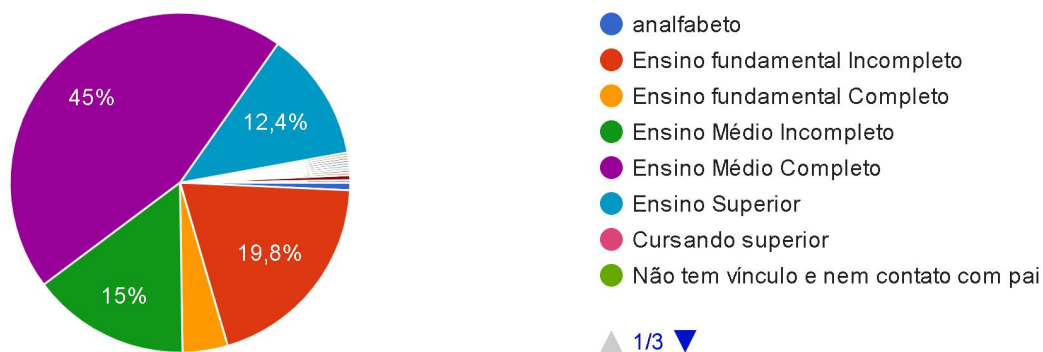 45%
12,4%
19,8%
15%
analfabeto
Ensino fundamental Incompleto
Ensino fundamental Completo
Ensino Médio Incompleto
Ensino Médio Completo
Ensino Superior
Cursando superior
Não tem vínculo e nem contato com pai
1/3